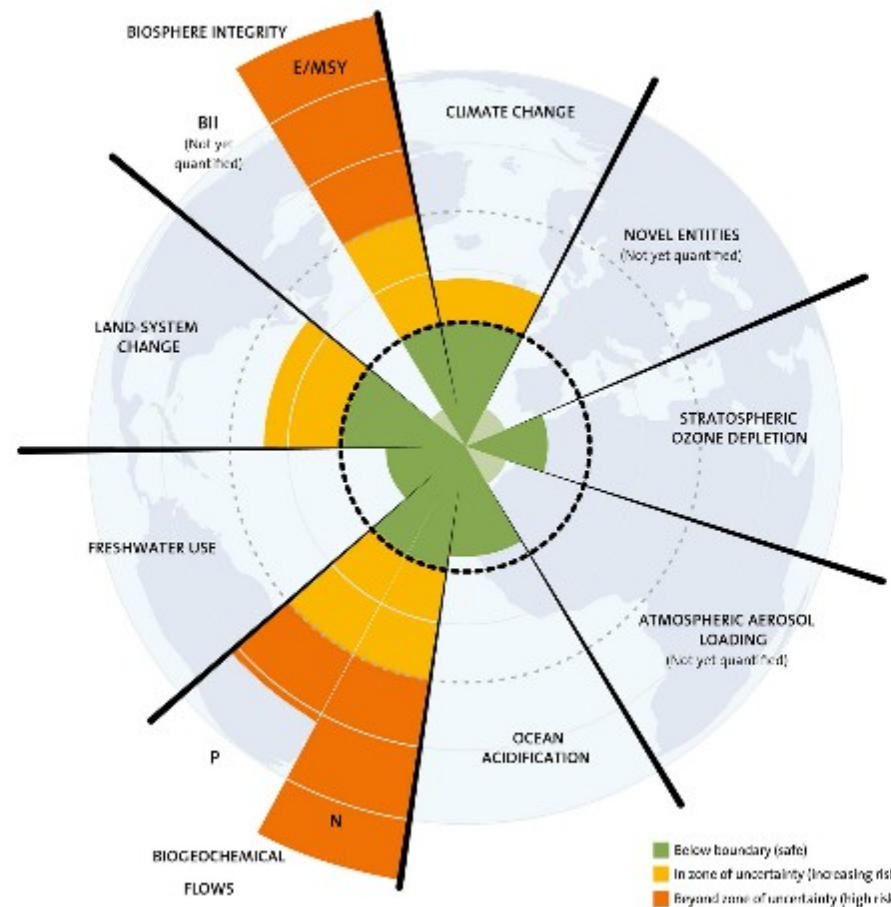 BIOSPHERE INTEGRITY
E/MSY
CLIMATE CHANGE
BII
(Not yet
quantified)
NOVEL ENTITIES
(Not yet quantified)
LAND-SYSTEM
CHANGE
STRATOSPHERIC
OZONE DEPLETION
FRESHWATER USE
ATMOSPHERIC AEROSOL
LOADING
(Not yet quantified)
OCEAN
ACIDIFICATION
P
N
BIOGEOCHEMICAL
FLOWS
Below boundary (safe)
In zone of uncertainty (increasing ris
Beyond zone of uncertainty (high ris